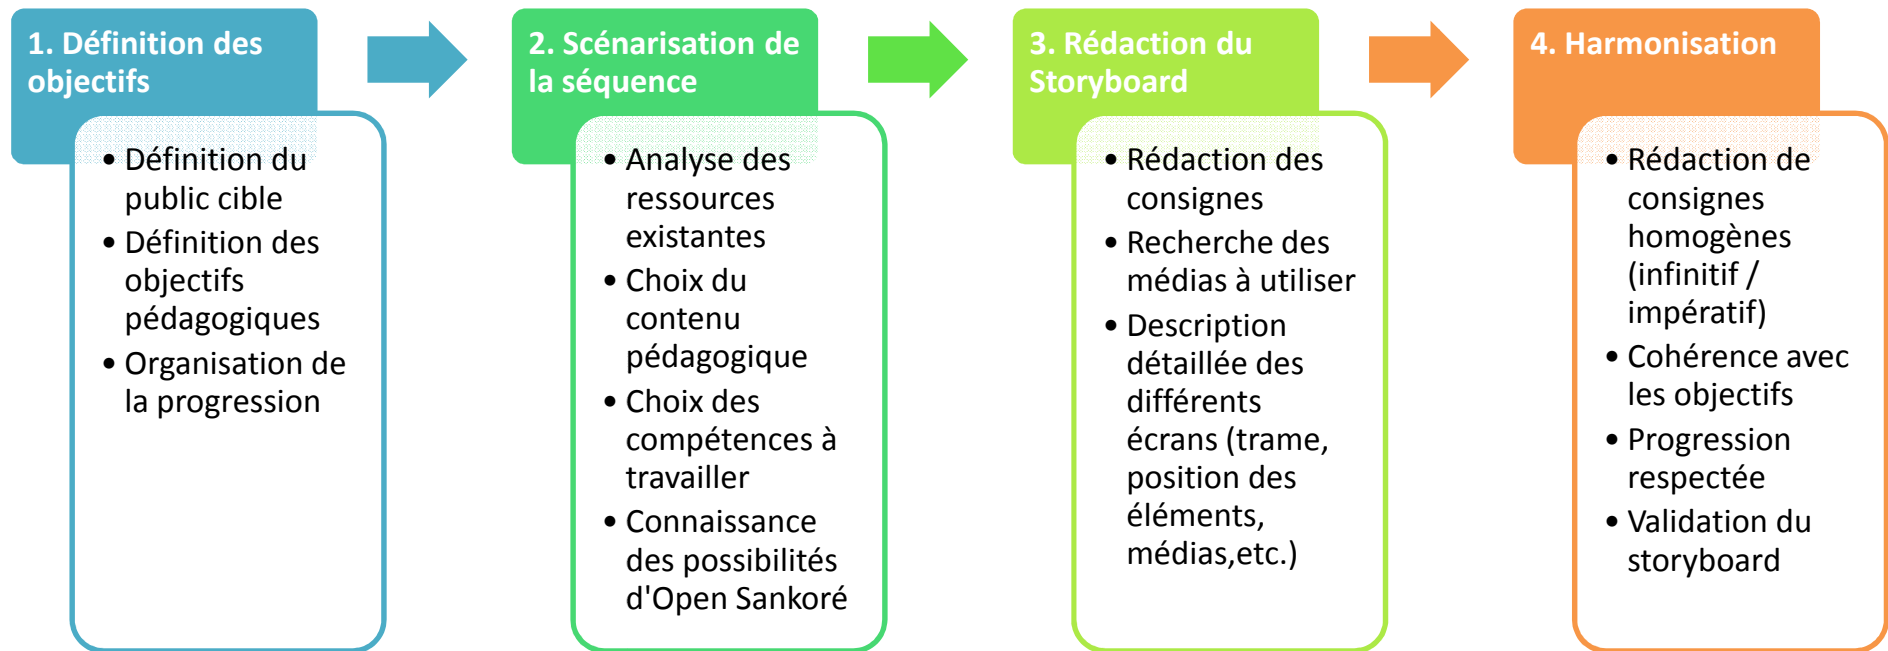 1. Définition des
objectifs
• Définition du
public cible
• Définition des
objectifs
pédagogiques
• Organisation de
la progression
2. Scénarisation de
la séquence
• Analyse des
ressources
existantes
• Choix du
contenu
pédagogique
• Choix des
compétences à
travailler
• Connaissance
des possibilités
d'Open Sankoré
3. Rédaction du
Storyboard
• Rédaction des
consignes
• Recherche des
médias à utiliser
• Description
détaillée des
différents
écrans (trame,
position des
éléments,
médias,etc.)
4. Harmonisation
• Rédaction de
consignes
homogènes
(infinitif /
impératif)
• Cohérence avec
les objectifs
• Progression
respectée
• Validation du
storyboard